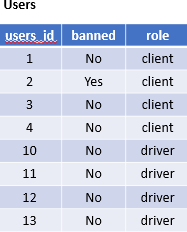 Users
users_id banned role
1 No client
2 Yes client
3 No client
4 No client
10 No driver
11 No driver
12 No driver
13 No driver